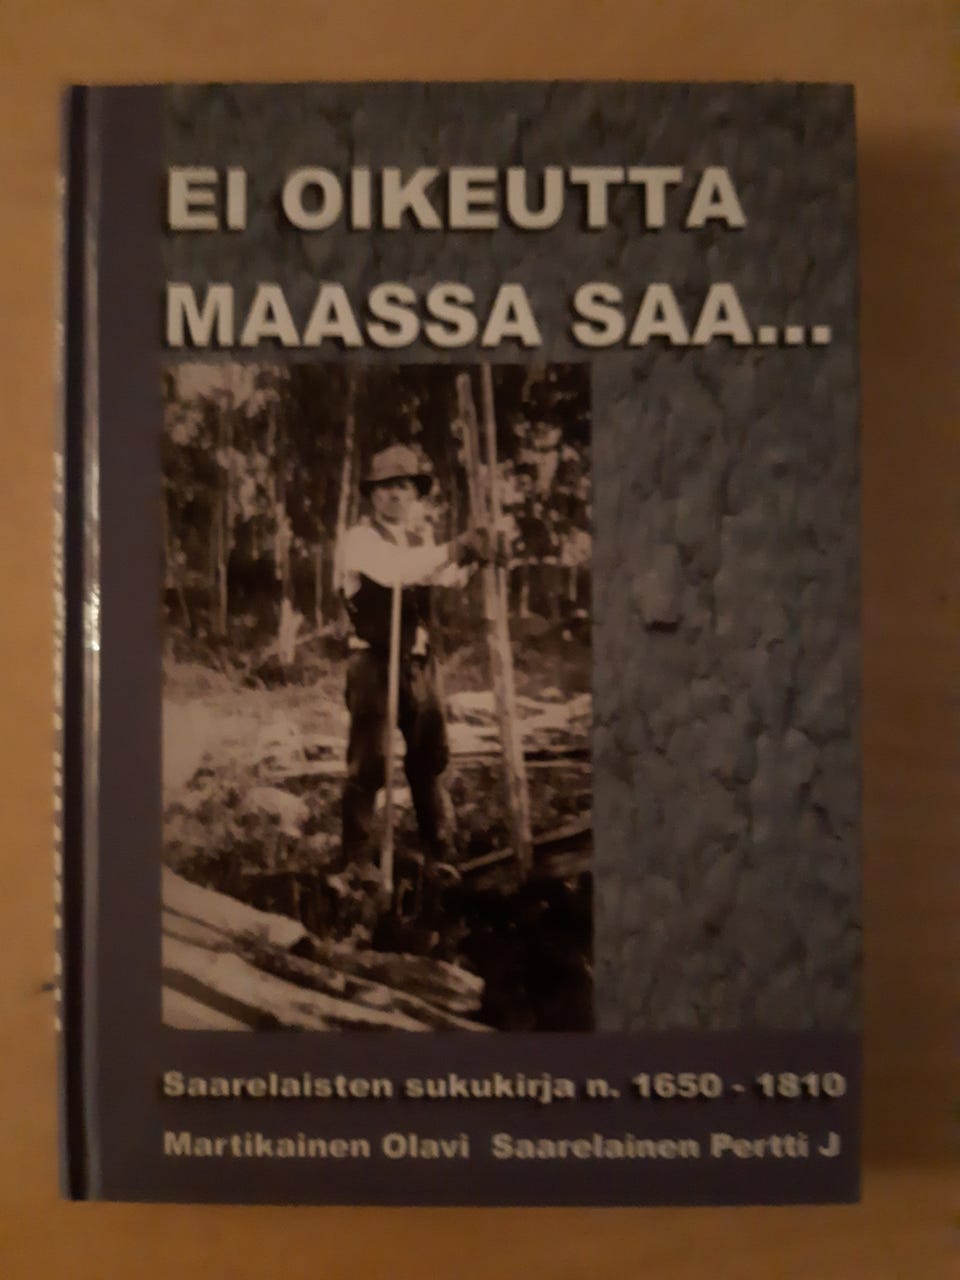 EI OIKEUTTA
MAASSA SAA...
Saarelaisten sukukirja n. 1650 - 1810
Martikainen Olavi Saarelainen Pertti J